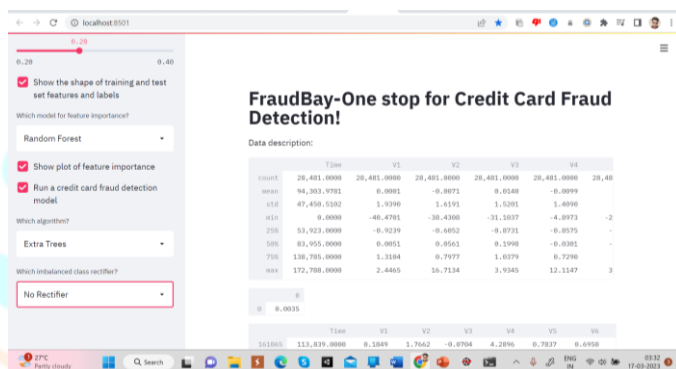 localhost:8501
0.28
0.20 0.40
Show the shape of training and test
set features and labels
Which model for feature importance?
Random Forest
Show plot of feature importance
Run a credit card fraud detection
model
Which algorithm?
Extra Trees
Which imbalanced class rectifier?
No Rectifier
FraudBay-One stop for Credit Card Fraud
Detection!
Data description:
Time V1 V2 V3 V4
count 28,481.0000 28,481.0000 28,481.0000 28,481.0000 28,481.0000 28,48
mean 94,303.9781 0.0001 -0.0071 0.0140 -0.0099
std 47,450.5102 1.9390 1.6191 1.5201 1.4090
min 0.0000 -40.4701 -38.4300 -31.1037 -4.8973 -2
25% 53,923.0000 -0.9239 -0.6052 -0.8731 -0.8575 -
50% 83,955.0000 0.0051 0.0561 0.1998 -0.0301 -
75% 138,785.0000 1.3104 0.7977 1.0379 0.7290
max 172,788.0000 2.4465 16.7134 3.9345 12.1147 3
0
0 0.0035
Time V1 V2 V3 V4 V5 V6
161065 113,839.0000 0.1849 1.7662 -0.0704 4.2896 0.7837 0.6950
27°C
Partly cloudy
Search
ENG
IN
03:32
17-03-2023